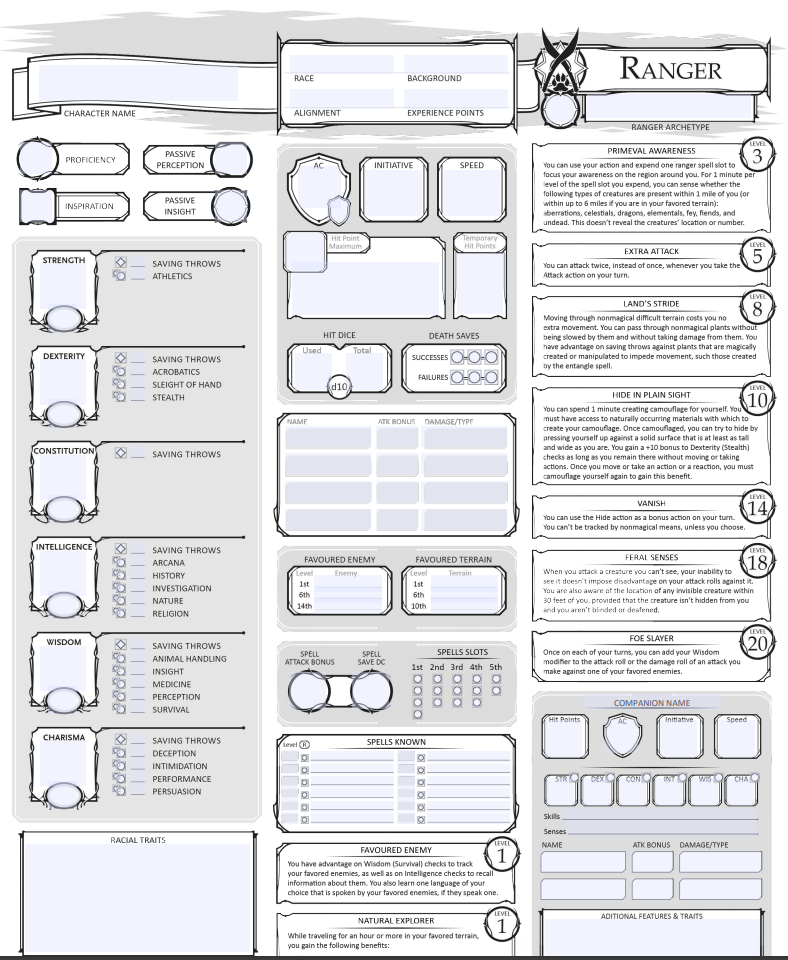 RANGER
CHARACTER NAME
RACE
BACKGROUND
ALIGNMENT
EXPERIENCE POINTS
RANGER ARCHETYPE
PROFICIENCY
PASSIVE
PERCEPTION
INSPIRATION
PASSIVE
INSIGHT
STRENGTH
SAVING THROWS
ATHLETICS
DEXTERITY
SAVING THROWS
ACROBATICS
SLEIGHT OF HAND
STEALTH
CONSTITUTION
SAVING THROWS
INTELLIGENCE
SAVING THROWS
ARCANA
HISTORY
INVESTIGATION
NATURE
RELIGION
WISDOM
SAVING THROWS
ANIMAL HANDLING
INSIGHT
MEDICINE
PERCEPTION
SURVIVAL
CHARISMA
SAVING THROWS
DECEPTION
INTIMIDATION
PERFORMANCE
PERSUASION
RACIAL TRAITS
AC
INITIATIVE
SPEED
Hit Point
Maximum
Temporary
Hit Points
HIT DICE
Used
Total
d10
DEATH SAVES
SUCCESSES
FAILURES
NAME
ATK BONUS
DAMAGE/TYPE
FAVOURED ENEMY
Level
Enemy
1st
6th
14th
FAVOURED TERRAIN
Level
Terrain
1st
6th
10th
SPELL
ATTACK BONUS
SPELL
SAVE DC
SPELLS SLOTS
1st 2nd 3rd 4th 5th
Level R
SPELLS KNOWN
FAVOURED ENEMY
LEVEL
1
You have advantage on Wisdom (Survival) checks to track
your favored enemies, as well as on Intelligence checks to recall
information about them. You also learn one language of your
choice that is spoken by your favored enemies, if they speak one.
NATURAL EXPLORER
LEVEL
1
While traveling for an hour or more in your favored terrain,
you gain the following benefits:
PRIMEVAL AWARENESS
LEVEL
3
You can use your action and expend one ranger spell slot to
focus your awareness on the region around you. For 1 minute per
level of the spell slot you expend, you can sense whether the
following types of creatures are present within 1 mile of you (or
within up to 6 miles if you are in your favored terrain):
aberrations, celestials, dragons, elementals, fey, fiends, and
undead. This doesn't reveal the creatures' location or number.
EXTRA ATTACK
LEVEL
5
You can attack twice, instead of once, whenever you take the
Attack action on your turn.
LAND'S STRIDE
LEVEL
8
Moving through nonmagical difficult terrain costs you no
extra movement. You can pass through nonmagical plants without
being slowed by them and without taking damage from them. You
have advantage on saving throws against plants that are magically
created or manipulated to impede movement, such those created
by the entangle spell.
HIDE IN PLAIN SIGHT
LEVEL
10
You can spend 1 minute creating camouflage for yourself. You
must have access to naturally occurring materials with which to
create your camouflage. Once camouflaged, you can try to hide by
pressing yourself up against a solid surface that is at least as tall
and wide as you are. You gain a +10 bonus to Dexterity (Stealth)
checks as long as you remain there without moving or taking
actions. Once you move or take an action or a reaction, you must
camouflage yourself again to gain this benefit.
VANISH
LEVEL
14
You can use the Hide action as a bonus action on your turn.
You can't be tracked by nonmagical means, unless you choose.
FERAL SENSES
LEVEL
18
When you attack a creature you can't see, your inability to
see it doesn't impose disadvantage on your attack rolls against it.
You are also aware of the location of any invisible creature within
30 feet of you, provided that the creature isn't hidden from you
and you aren't blinded or deafened.
FOE SLAYER
LEVEL
20
Once on each of your turns, you can add your Wisdom
modifier to the attack roll or the damage roll of an attack you
make against one of your favored enemies.
COMPANION NAME
Hit Points
AC
Initiative
Speed
STR
DEX
CON
INT
WIS
CHA
Skills
Senses
NAME
ATK BONUS
DAMAGE/TYPE
ADITIONAL FEATURES & TRAITS